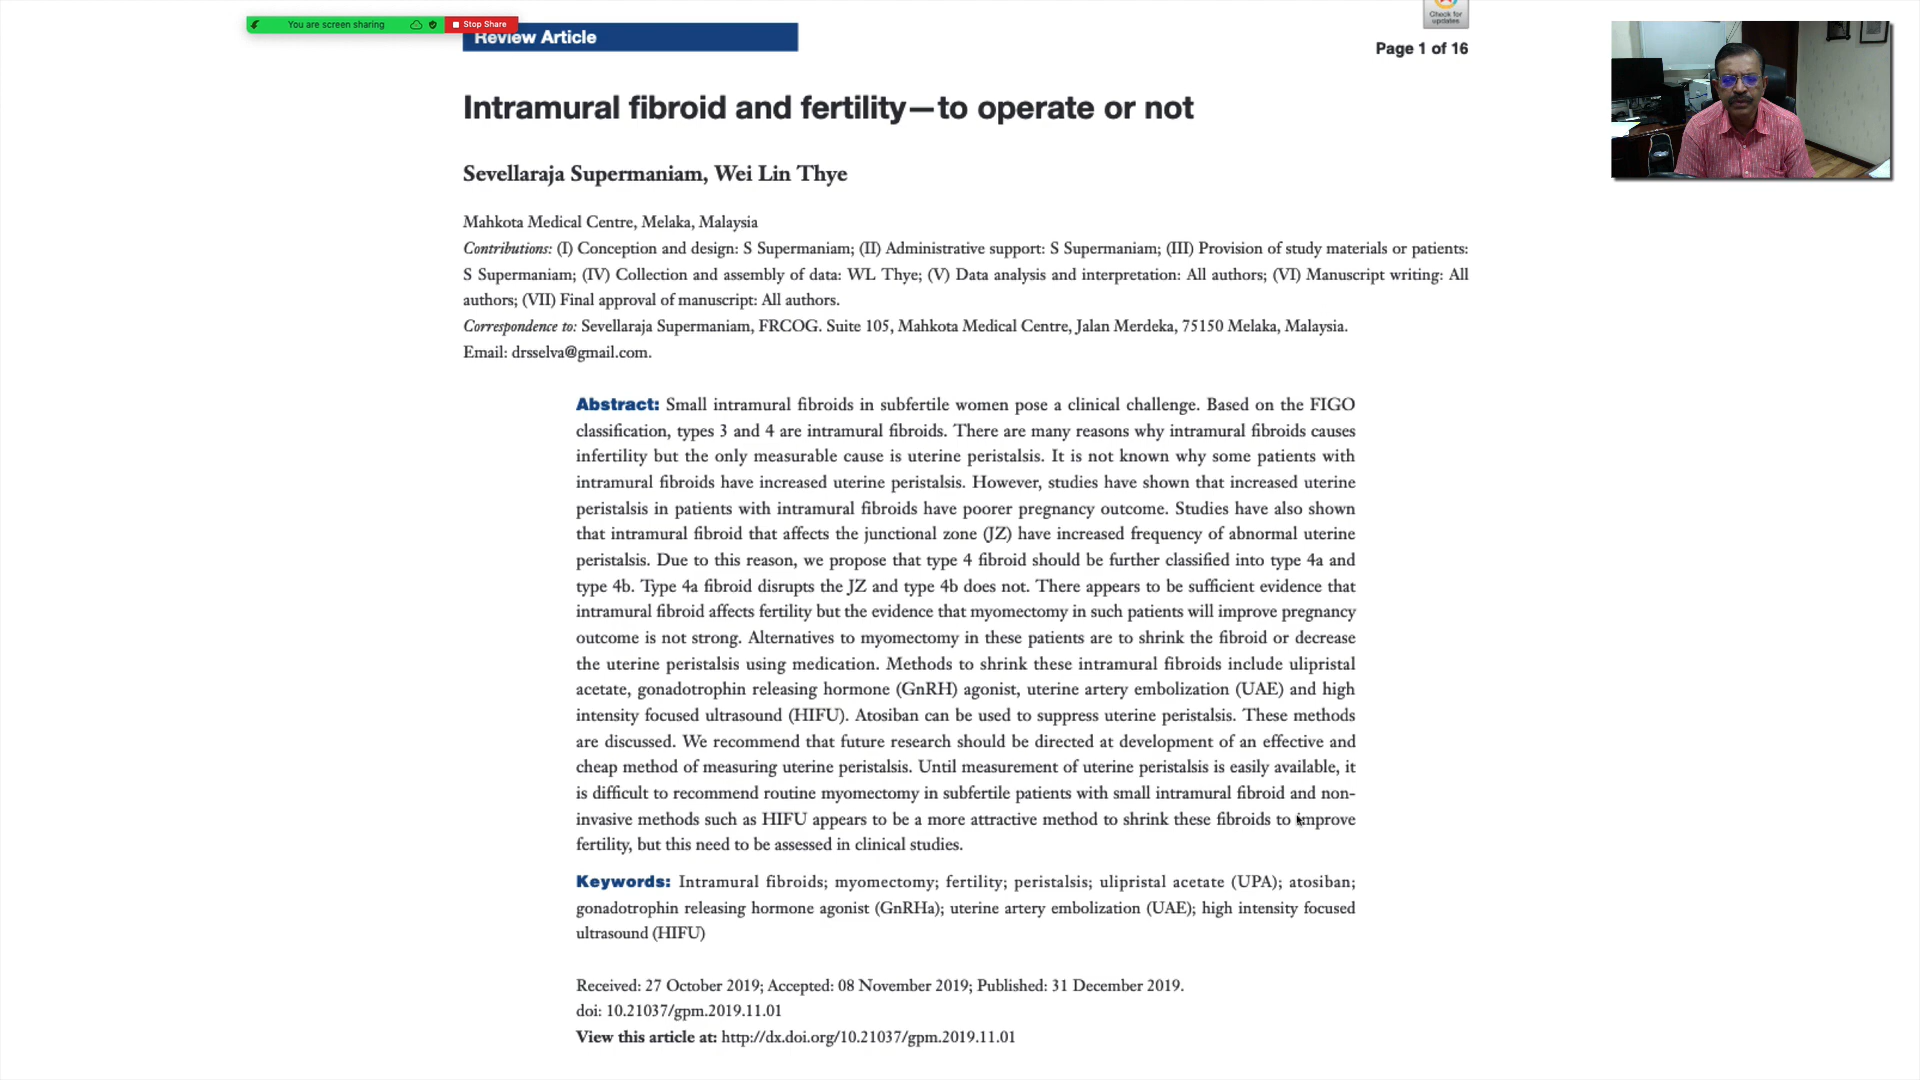 You are screen sharing
Stop Share
Check for
updates
Review Article
Page 1 of 16
Intramural fibroid and fertility—to operate or not
Sevellaraja Supermaniam, Wei Lin Thye
Mahkota Medical Centre, Melaka, Malaysia
Contributions: (I) Conception and design: S Supermaniam; (II) Administrative support: S Supermaniam; (III) Provision of study materials or patients:
S Supermaniam; (IV) Collection and assembly of data: WL Thye; (V) Data analysis and interpretation: All authors; (VI) Manuscript writing: All
authors; (VII) Final approval of manuscript: All authors.
Correspondence to: Sevellaraja Supermaniam, FRCOG. Suite 105, Mahkota Medical Centre, Jalan Merdeka, 75150 Melaka, Malaysia.
Email: drsselva@gmail.com.
Abstract: Small intramural fibroids in subfertile women pose a clinical challenge. Based on the FIGO
classification, types 3 and 4 are intramural fibroids. There are many reasons why intramural fibroids causes
infertility but the only measurable cause is uterine peristalsis. It is not known why some patients with
intramural fibroids have increased uterine peristalsis. However, studies have shown that increased uterine
peristalsis in patients with intramural fibroids have poorer pregnancy outcome. Studies have also shown
that intramural fibroid that affects the junctional zone (JZ) have increased frequency of abnormal uterine
peristalsis. Due to this reason, we propose that type 4 fibroid should be further classified into type 4a and
type 4b. Type 4a fibroid disrupts the JZ and type 4b does not. There appears to be sufficient evidence that
intramural fibroid affects fertility but the evidence that myomectomy in such patients will improve pregnancy
outcome is not strong. Alternatives to myomectomy in these patients are to shrink the fibroid or decrease
the uterine peristalsis using medication. Methods to shrink these intramural fibroids include ulipristal
acetate, gonadotrophin releasing hormone (GnRH) agonist, uterine artery embolization (UAE) and high
intensity focused ultrasound (HIFU). Atosiban can be used to suppress uterine peristalsis. These methods
are discussed. We recommend that future research should be directed at development of an effective and
cheap method of measuring uterine peristalsis. Until measurement of uterine peristalsis is easily available, it
is difficult to recommend routine myomectomy in subfertile patients with small intramural fibroid and non-
invasive methods such as HIFU appears to be a more attractive method to shrink these fibroids to improve
fertility, but this need to be assessed in clinical studies.
Keywords: Intramural fibroids; myomectomy; fertility; peristalsis; ulipristal acetate (UPA); atosiban;
gonadotrophin releasing hormone agonist (GnRHa); uterine artery embolization (UAE); high intensity focused
ultrasound (HIFU)
Received: 27 October 2019; Accepted: 08 November 2019; Published: 31 December 2019.
doi: 10.21037/gpm.2019.11.01
View this article at: http://dx.doi.org/10.21037/gpm.2019.11.01